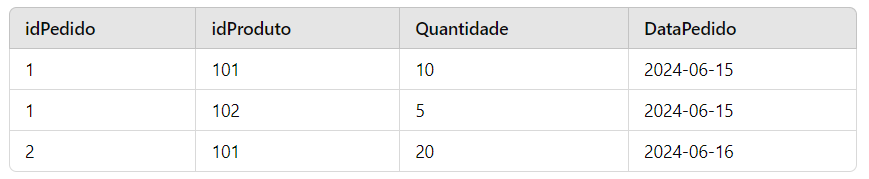 idPedido idProduto Quantidade DataPedido
1 101 10 2024-06-15
1 102 5 2024-06-15
2 101 20 2024-06-16